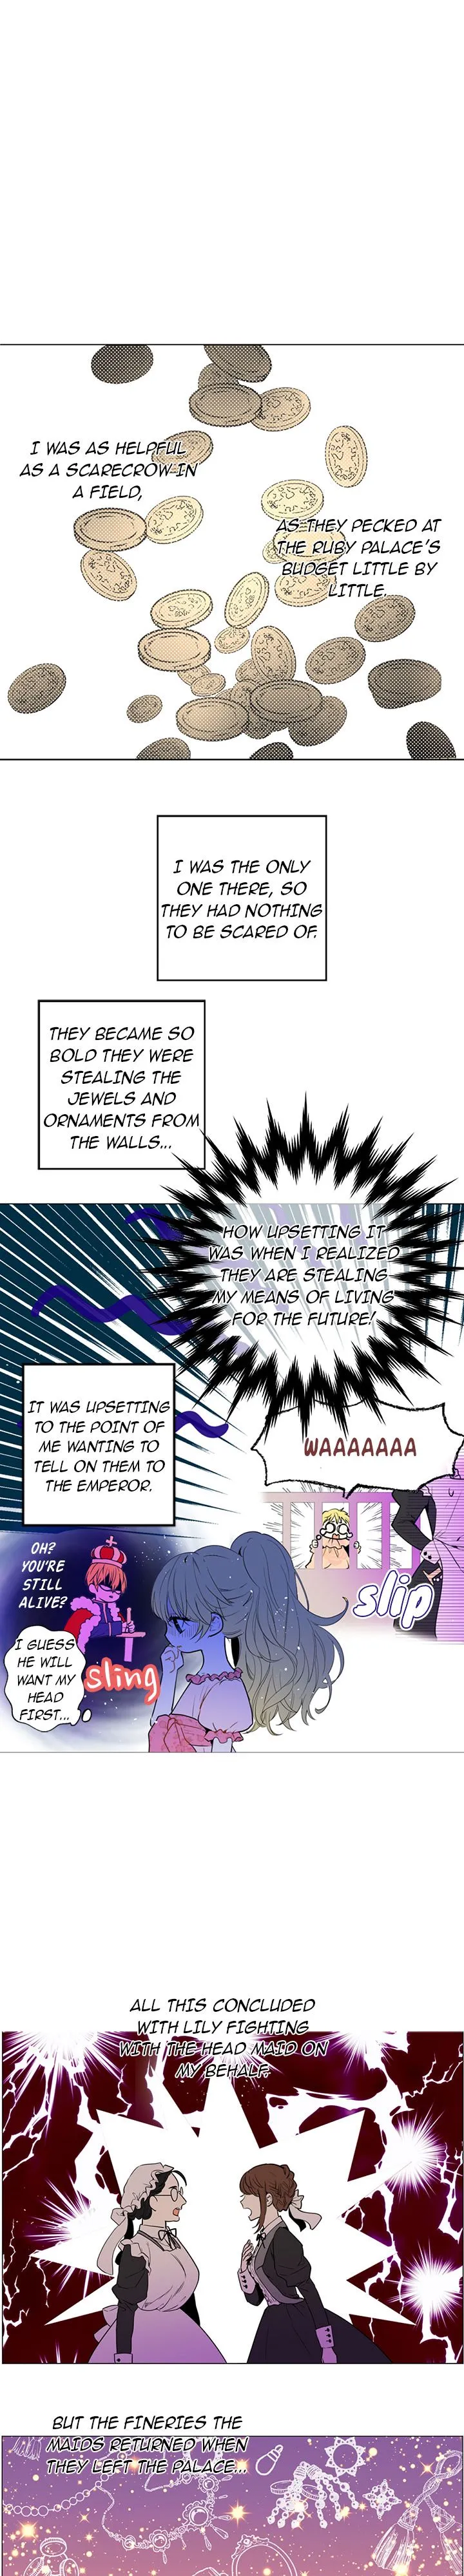 I WAS AS HELPFUL
AS A SCARECROW IN
A FIELD,
AS THEY PECKED AT
THE RUBY PALACE'S
BUDGET LITTLE BY
LITTLE.
I WAS THE ONLY
ONE THERE, SO
THEY HAD NOTHING
TO BE SCARED OF.
THEY BECAME SO
BOLD THEY WERE
STEALING THE
JEWELS AND
ORNAMENTS FROM
THE WALLS...
HOW UPSETTING IT
WAS WHEN I REALIZED
THEY ARE STEALING
MY MEANS OF LIVING
FOR THE FUTURE!
IT WAS UPSETTING
TO THE POINT OF
ME WANTING TO
TELL ON THEM TO
THE EMPEROR.
WAAAAAAA
slip
OH?
YOU'RE
STILL
ALIVE?
I GUESS
HE WILL
WANT MY
HEAD
FIRST...
sling
ALL THIS CONCLUDED
WITH LILY FIGHTING
WITH THE HEAD MAID ON
MY BEHALF.
BUT THE FINERIES THE
MAIDS RETURNED WHEN
THEY LEFT THE PALACE...